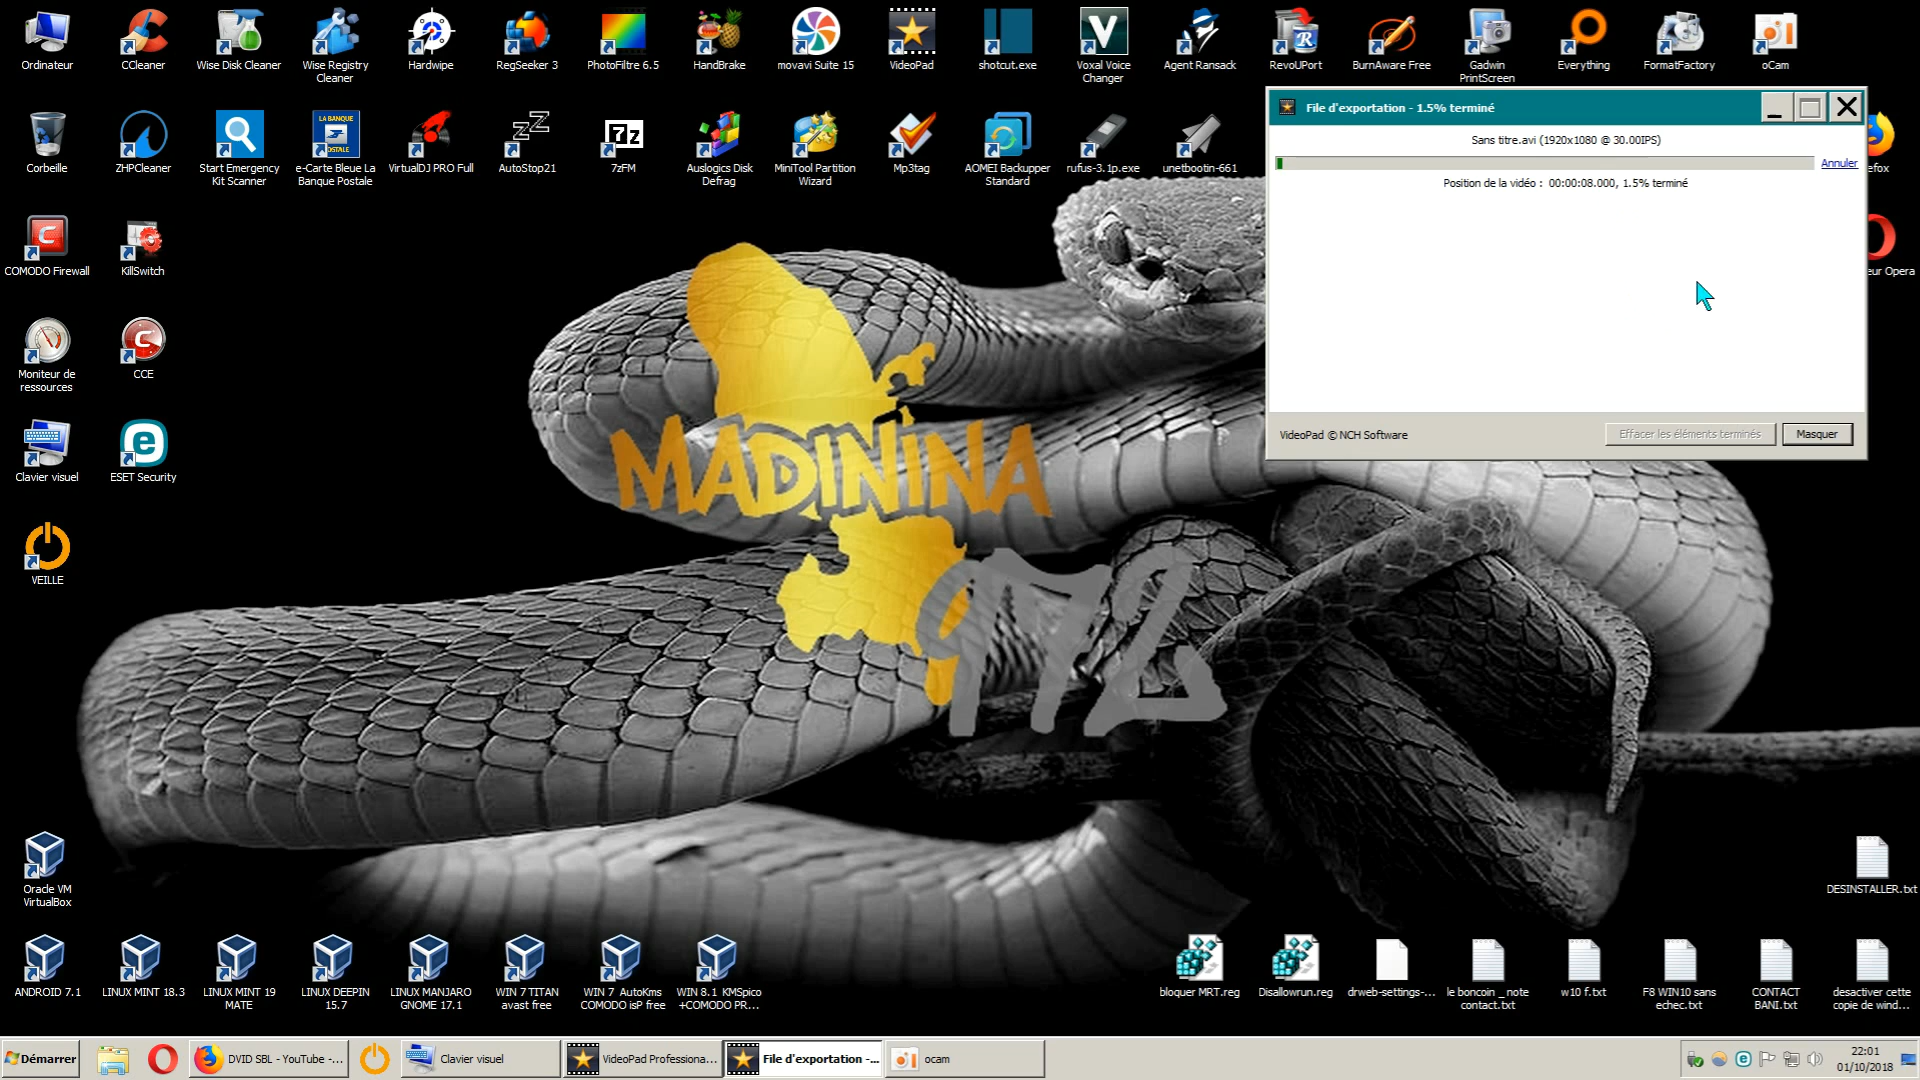 Ordinateur
CCleaner
Wise Disk Cleaner
Wise Registry
Cleaner
Hardwipe
RegSeeker 3
PhotoFiltre 6.5
HandBrake
movavi Suite 15
VideoPad
shotcut.exe
Voxal Voice
Changer
Agent Ransack
RevoUPort
BurnAware Free
Gadwin
PrintScreen
Everything
FormatFactory
oCam
Corbeille
ZHPCleaner
Start Emergency
Kit Scanner
LA BANQUE
POSTALE
e-Carte Bleue La
Banque Postale
VirtualDJ PRO Full
AutoStop21
7zFM
Auslogics Disk
Defrag
MiniTool Partition
Wizard
Mp3tag
AOMEI Backupper
Standard
rufus-3.1p.exe
unetbootin-661
efox
File d'exportation - 1.5% terminé
Sans titre.avi (1920x1080 @ 30.00IPS)
Annuler
Position de la vidéo : 00:00:08.000, 1.5% terminé
VideoPad © NCH Software
Effacer les éléments terminés
Masquer
COMODO Firewall
KillSwitch
eur Opera
Moniteur de
ressources
CCE
Clavier visuel
ESET Security
VEILLE
MADININA
972
Oracle VM
VirtualBox
DESINSTALLER.txt
ANDROID 7.1
LINUX MINT 18.3
LINUX MINT 19
MATE
LINUX DEEPIN
15.7
LINUX MANJARO
GNOME 17.1
WIN 7 TITAN
avast free
WIN 7 AutoKms
COMODO isP free
WIN 8.1 KMSpico
+COMODO PR...
bloquer MRT.reg
Disallowrun.reg
drweb-settings-...
le boncoin _ note
contact.txt
w10 f.txt
F8 WIN10 sans
echec.txt
CONTACT
BANI.txt
desactiver cette
copie de wind...
Démarrer
DVID SBL - YouTube -...
Clavier visuel
VideoPad Professiona...
File d'exportation -...
ocam
22:01
01/10/2018